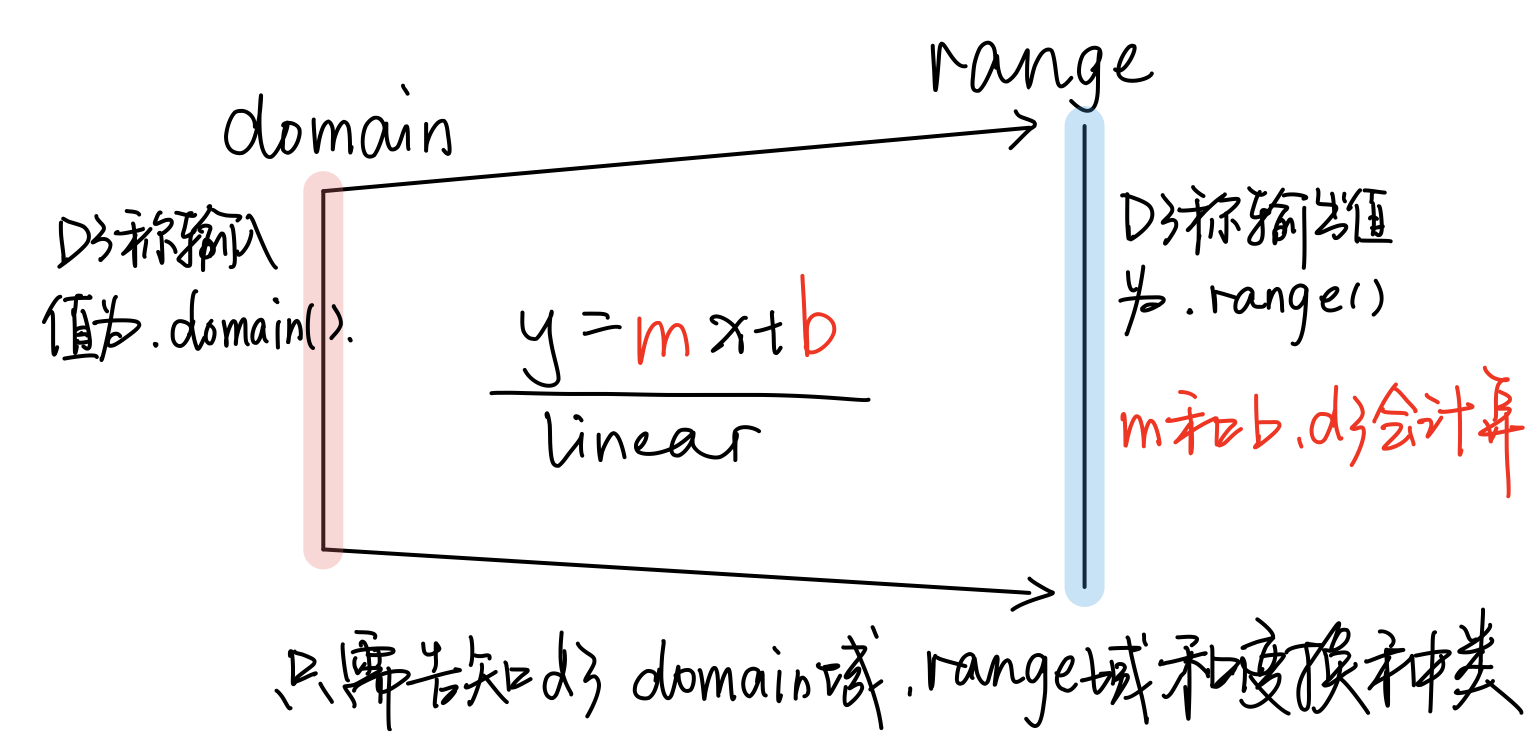 domain
range
D3称输入
值为.domain().
y=mx+b
linear
D3称输出值
为.range()
m和b,d3会计算
只需告知d3 domain域,range域和变换种类